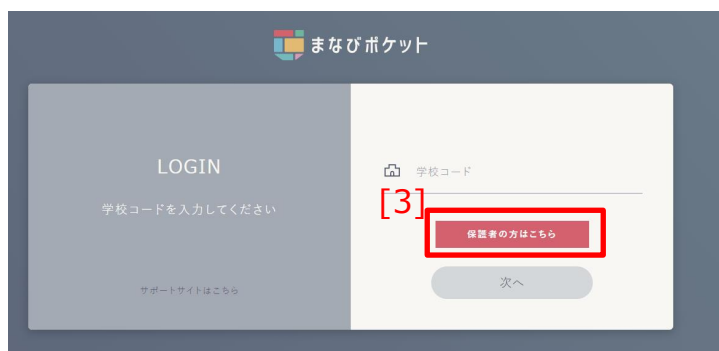 まなびポケット
LOGIN
学校コードを入力してください
サポートサイトはこちら
学校コード
[3]
保護者の方はこちら
次へ